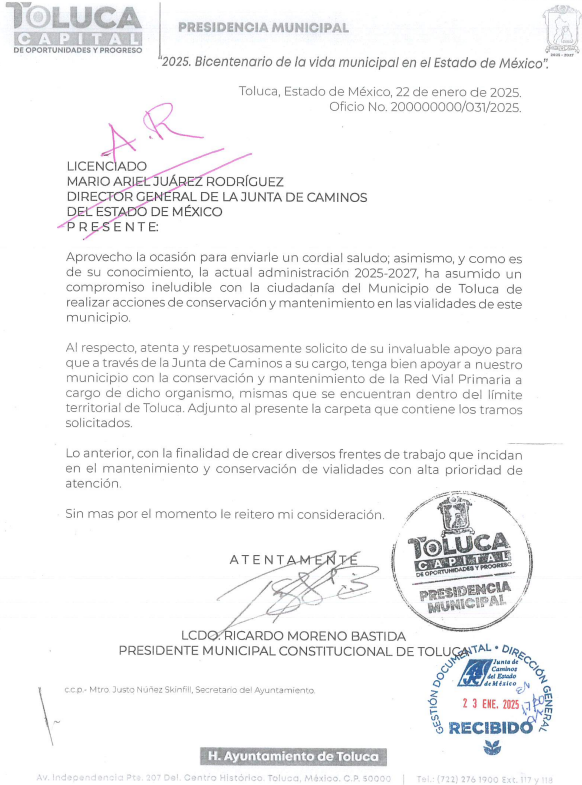 TOLUCA
CAPITAL
DE OPORTUNIDADES Y PROGRESO
PRESIDENCIA MUNICIPAL
"2025. Bicentenario de la vida municipal en el Estado de México".
Toluca, Estado de México, 22 de enero de 2025.
Oficio No. 200000000/031/2025.
A.R
LICENCIADO
MARIO ARIEL JUÁREZ RODRÍGUEZ
DIRECTOR GENERAL DE LA JUNTA DE CAMINOS
DEL ESTADO DE MÉXICO
P R E S E N T E:
Aprovecho la ocasión para enviarle un cordial saludo; asimismo, y como es
de su conocimiento, la actual administración 2025-2027, ha asumido un
compromiso ineludible con la ciudadanía del Municipio de Toluca de
realizar acciones de conservación y mantenimiento en las vialidades de este
municipio.
Al respecto, atenta y respetuosamente solicito de su invaluable apoyo para
que a través de la Junta de Caminos a su cargo, tenga bien apoyar a nuestro
municipio con la conservación y mantenimiento de la Red Vial Primaria a
cargo de dicho organismo, mismas que se encuentran dentro del límite
territorial de Toluca. Adjunto al presente la carpeta que contiene los tramos
solicitados.
Lo anterior, con la finalidad de crear diversos frentes de trabajo que incidan
en el mantenimiento y conservación de vialidades con alta prioridad de
atención.
Sin mas por el momento le reitero mi consideración.
A T E N T A M E N T E
TOLUCA
CAPITAL
DE OPORTUNIDADES Y PROGRESO
PRESIDENCIA
MUNICIPAL
LCDO. RICARDO MORENO BASTIDA
PRESIDENTE MUNICIPAL CONSTITUCIONAL DE TOLUCA
GESTIÓN DOCUMENTAL • DIRECCIÓN GENERAL
Junta de
Caminos
del Estado
de México
23 ENE. 2025
RECIBIDO
c.c.p.- Mtro. Justo Núñez Skinfill, Secretario del Ayuntamiento.
H. Ayuntamiento de Toluca
Av. Independencia Pte. 207 Del. Centro Histórico, Toluca, México. C.P. 50000 | Tel.: (722) 276 1900 Ext. 117 y 118